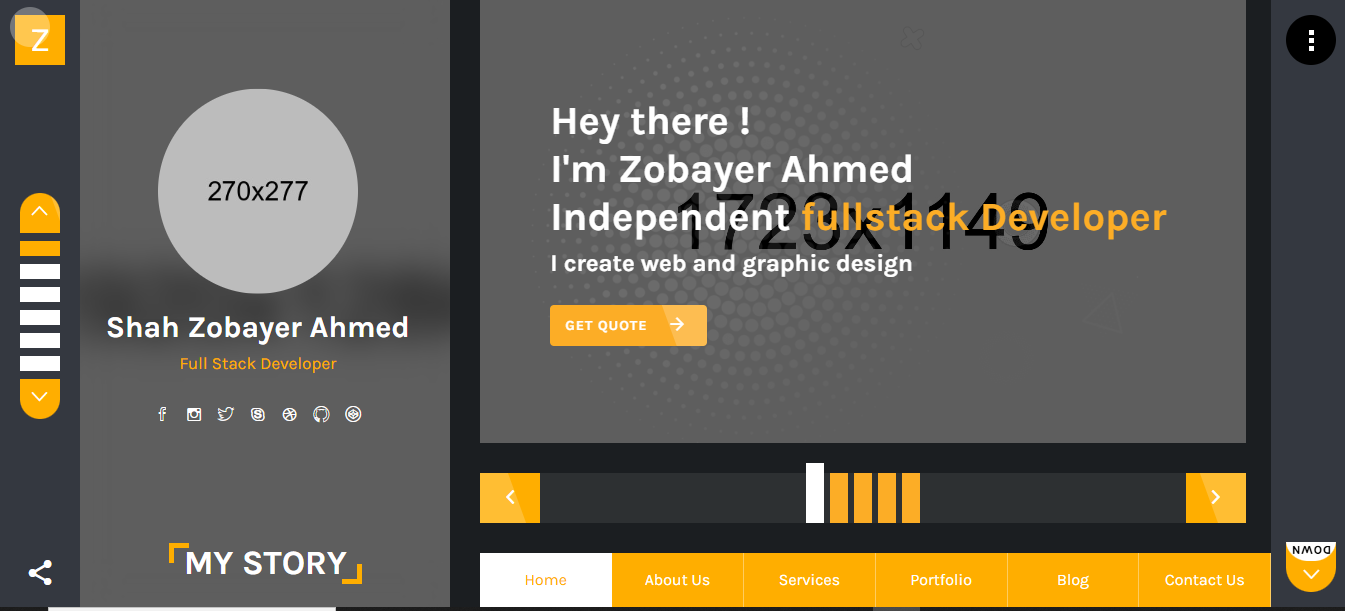 Z
270x277
Shah Zobayer Ahmed
Full Stack Developer
MY STORY
Hey there !
I'm Zobayer Ahmed
Independent fullstack Developer
1723x1149
I create web and graphic design
GET QUOTE
Home About Us Services Portfolio Blog Contact Us
DOWN